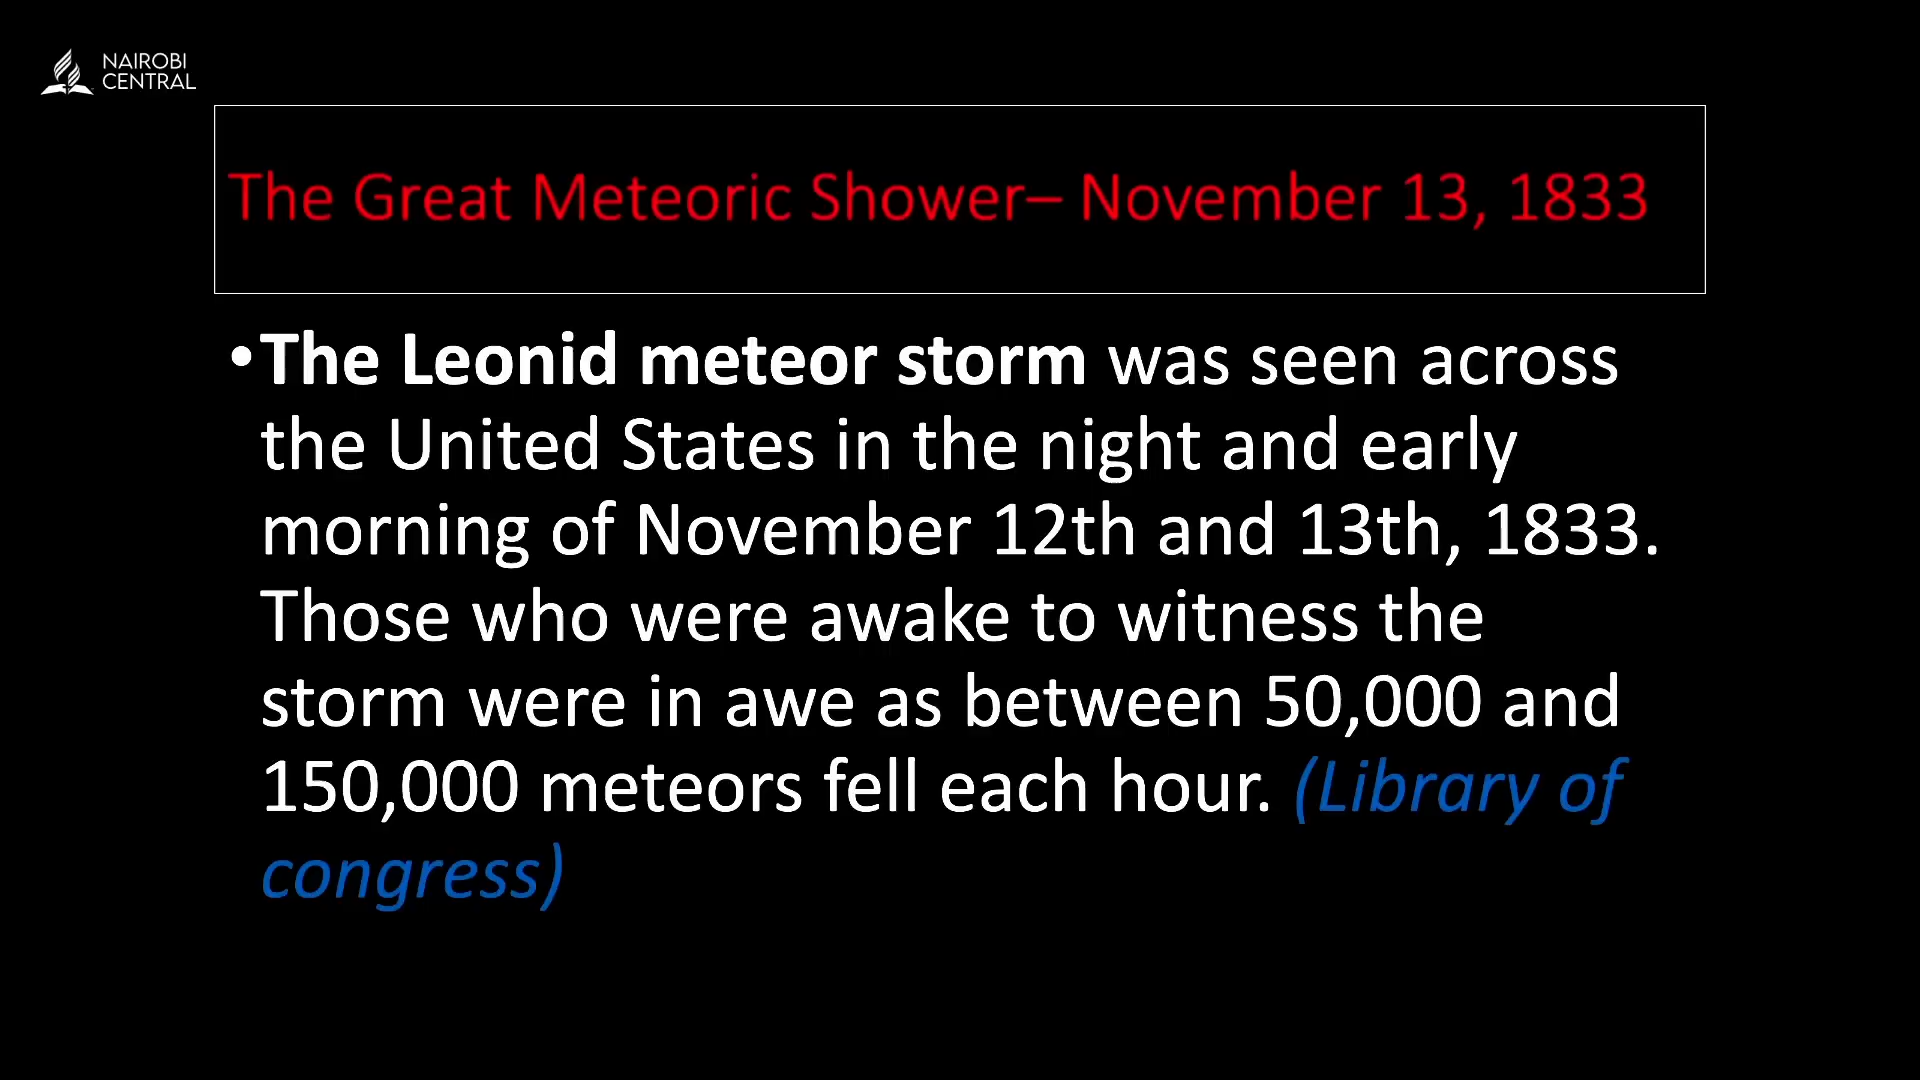 NAIROBI
CENTRAL
The Great Meteoric Shower– November 13, 1833
•The Leonid meteor storm was seen across
the United States in the night and early
morning of November 12th and 13th, 1833.
Those who were awake to witness the
storm were in awe as between 50,000 and
150,000 meteors fell each hour. (Library of
congress)